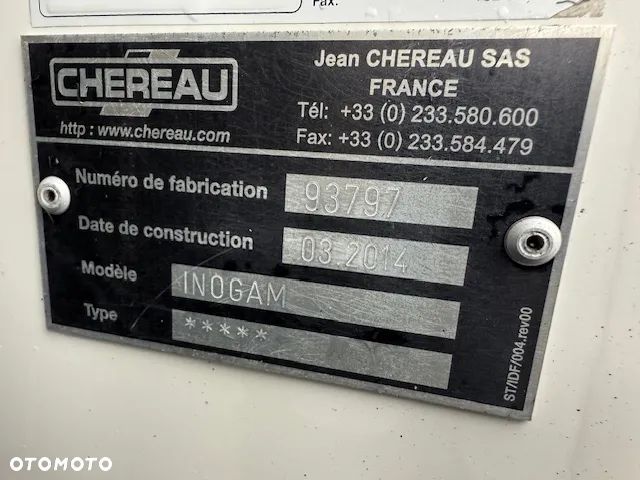 Fax:
CHEREAU
http : www.chereau.com
Jean CHEREAU SAS
FRANCE
Tél: +33 (0) 233.580.600
Fax: +33 (0) 233.584.479
Numéro de fabrication 93797
Date de construction 03.2014
Modèle INOGAM
Type *****
ST/IDF/004.rev00
OTOMOTO